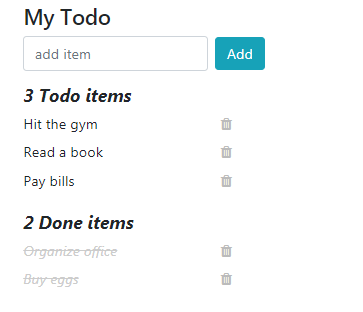 My Todo
add item Add
3 Todo items
Hit the gym
Read a book
Pay bills
2 Done items
Organize office
Buy eggs